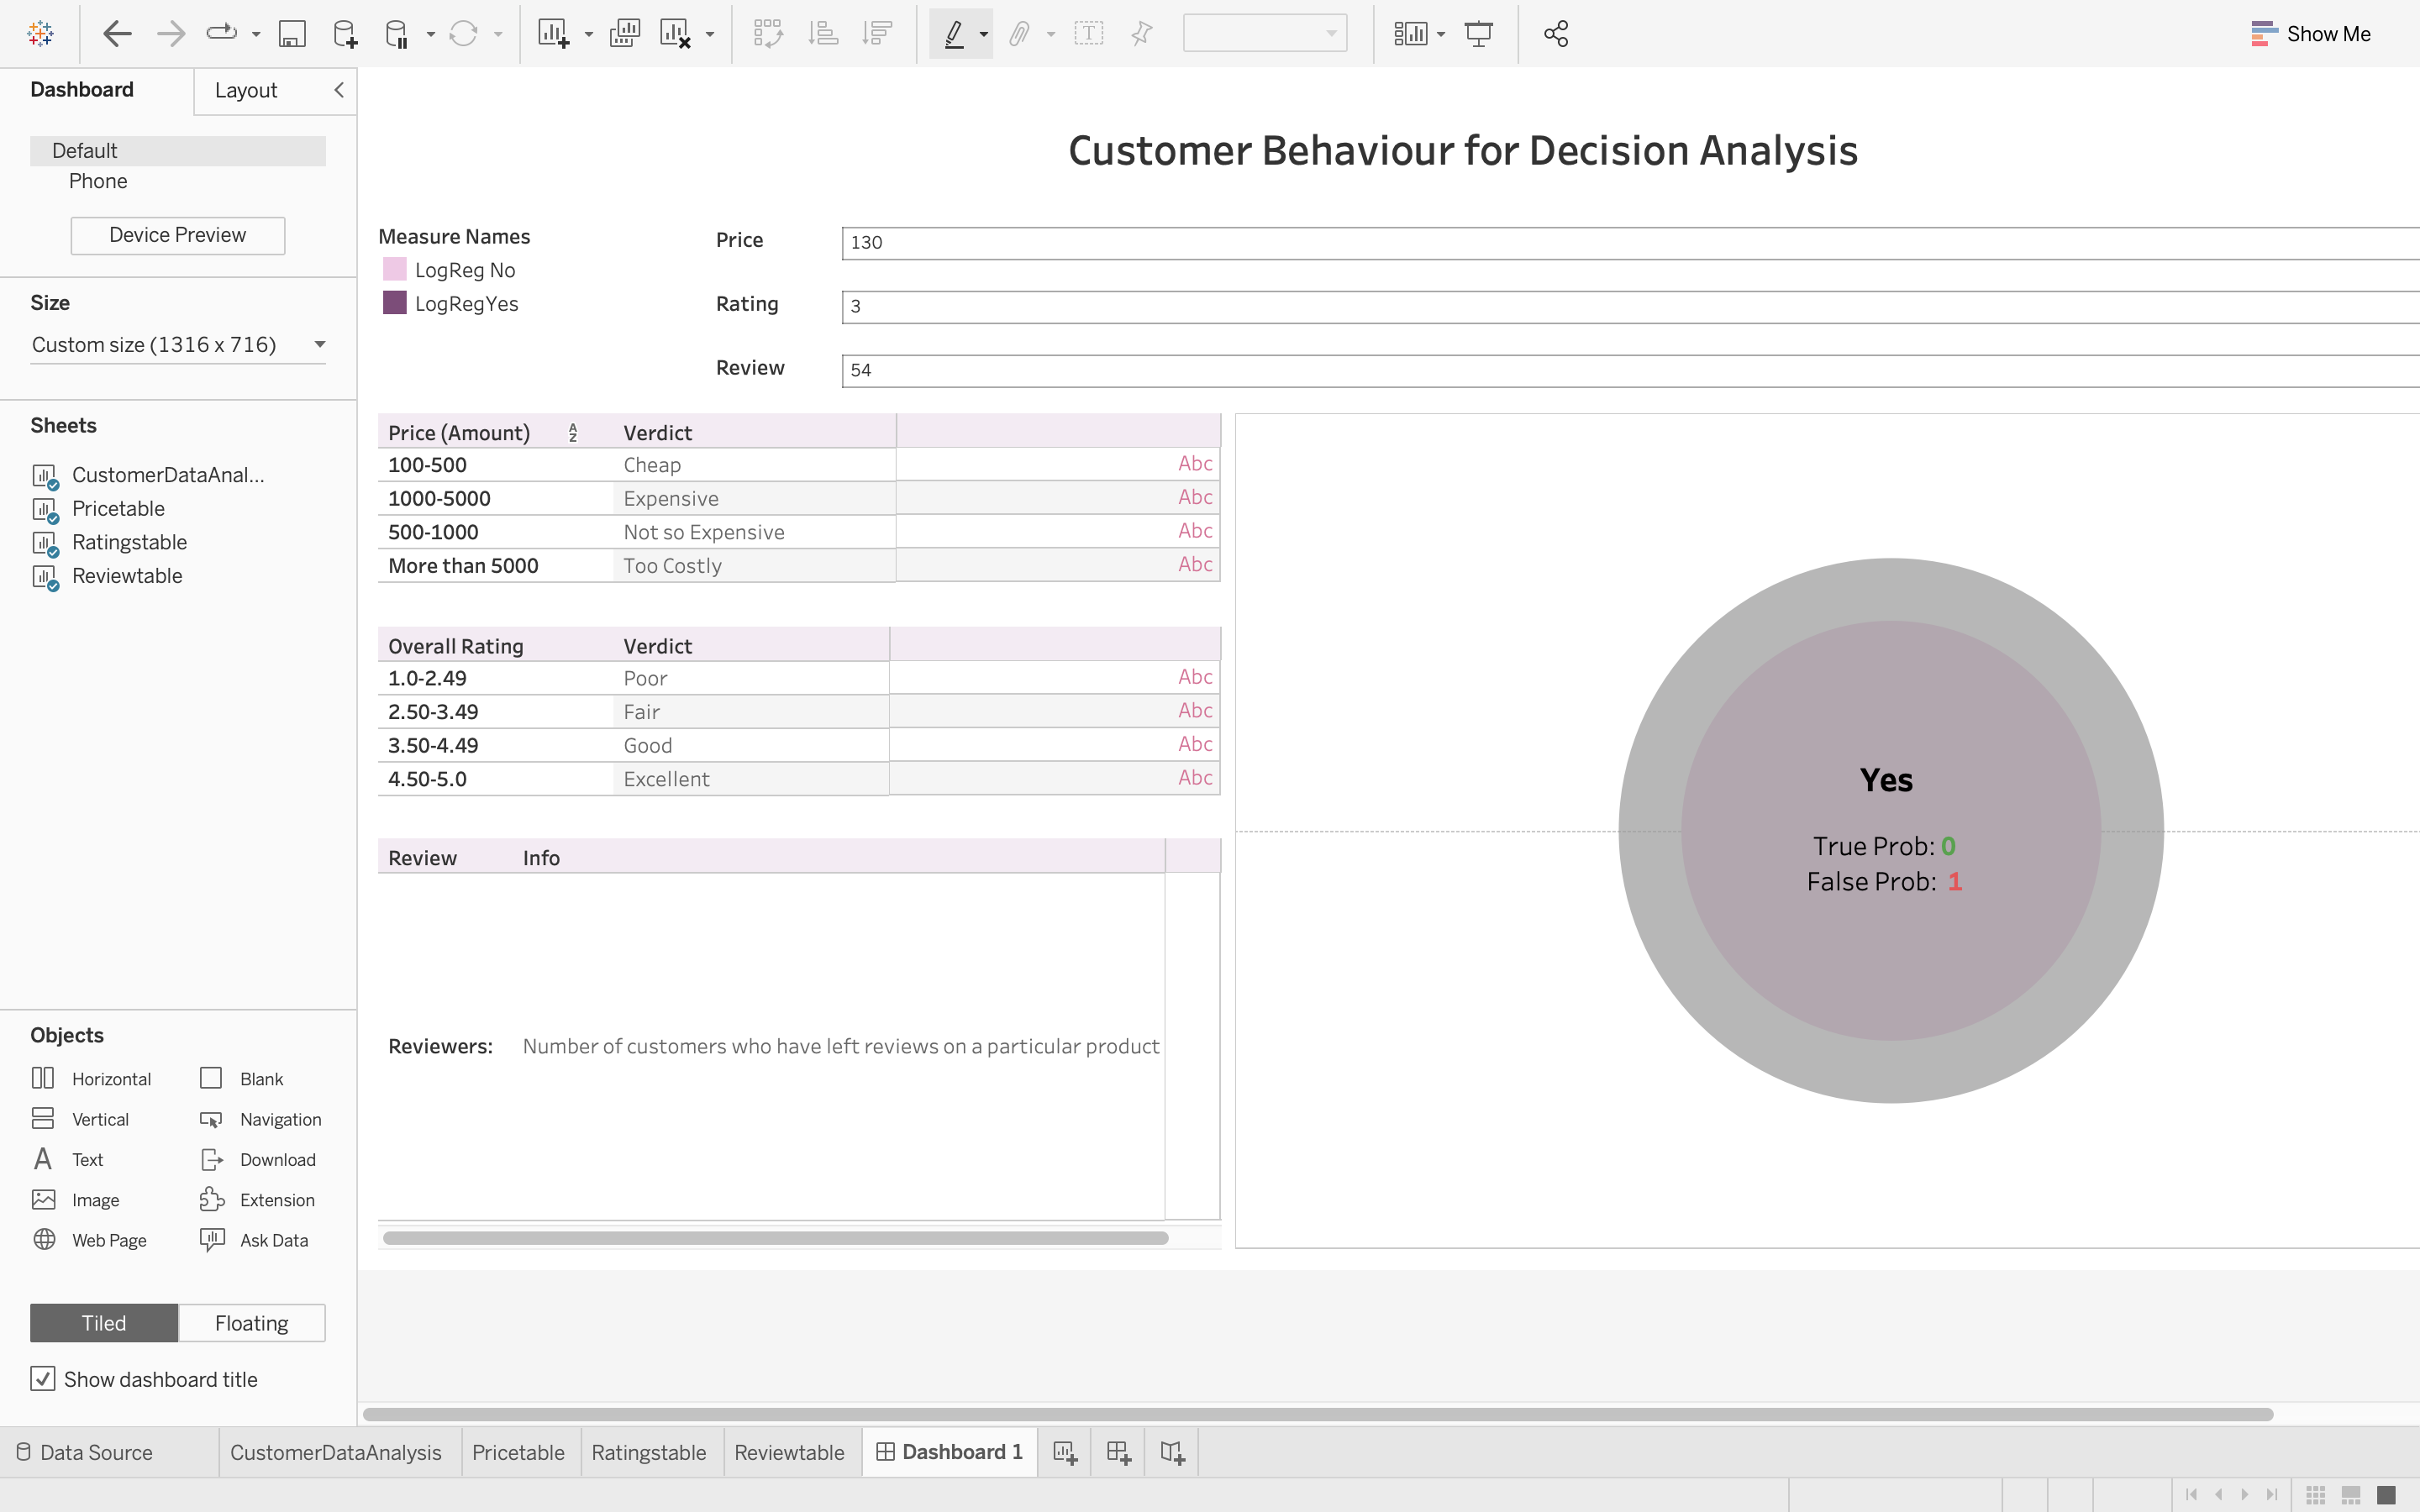 Show Me
Dashboard
Layout
Default
Phone
Device Preview
Size
Custom size (1316 x 716)
Sheets
CustomerDataAnal...
Pricetable
Ratingstable
Reviewtable
Objects
Horizontal
Blank
Vertical
Navigation
Text
Download
Image
Extension
Web Page
Ask Data
Tiled
Floating
Show dashboard title
Customer Behaviour for Decision Analysis
Measure Names
LogReg No
LogRegYes
Price
130
Rating
3
Review
54
Price (Amount) Verdict
100-500 Cheap Abc
1000-5000 Expensive Abc
500-1000 Not so Expensive Abc
More than 5000 Too Costly Abc
Overall Rating Verdict
1.0-2.49 Poor Abc
2.50-3.49 Fair Abc
3.50-4.49 Good Abc
4.50-5.0 Excellent Abc
Review Info
Reviewers: Number of customers who have left reviews on a particular product
Yes
True Prob: 0
False Prob: 1
Data Source
CustomerDataAnalysis
Pricetable
Ratingstable
Reviewtable
Dashboard 1